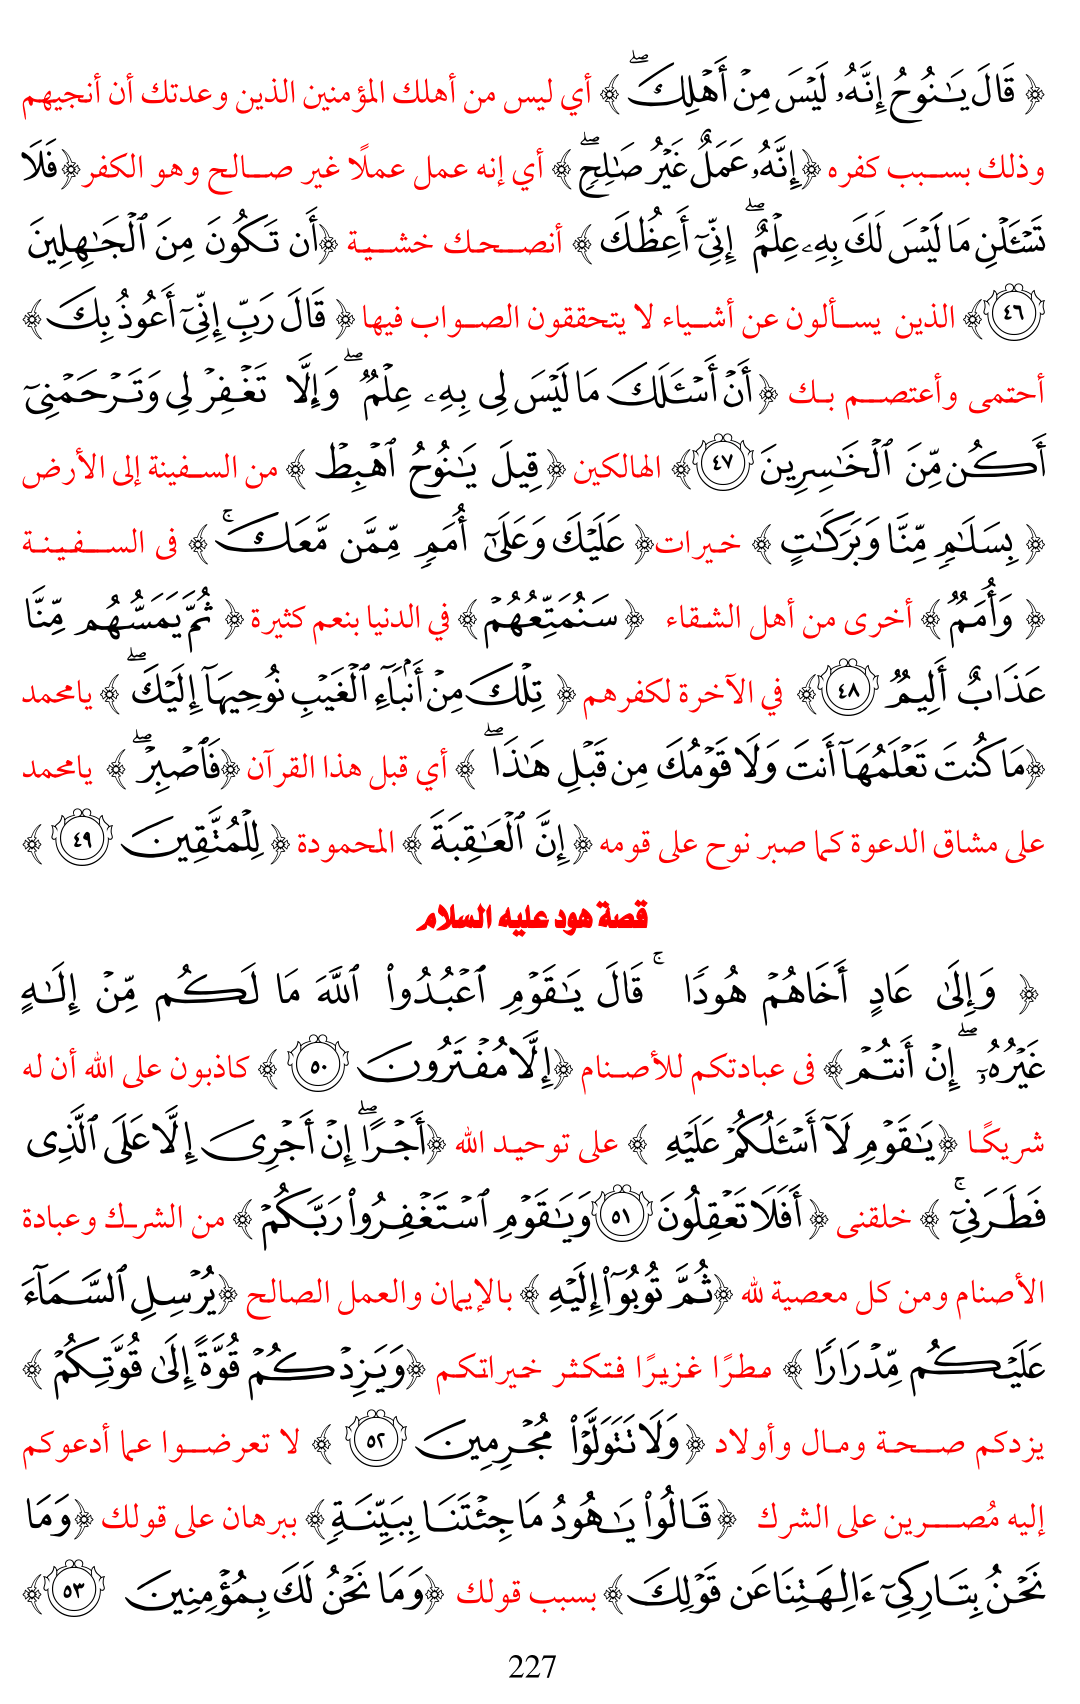 ﴿ قَالَ يَٰنُوحُ إِنَّهُۥ لَيۡسَ مِنۡ أَهۡلِكَۖ ﴾ أي ليس من أهلك المؤمنين الذين وعدتك أن أنجيهم
وذلك بسبب كفره ﴿إِنَّهُۥ عَمَلٌ غَيۡرُ صَٰلِحٖۖ﴾ أي إنه عمل عملًا غير صالح وهو الكفر﴿فَلَا
تَسۡـَٔلۡنِ مَا لَيۡسَ لَكَ بِهِۦ عِلۡمٌۖ إِنِّيٓ أَعِظُكَ ﴾ أنصحك خشية ﴿أَن تَكُونَ مِنَ ٱلۡجَٰهِلِينَ
٤٦﴾ الذين يسألون عن أشياء لا يتحققون الصواب فيها ﴿ قَالَ رَبِّ إِنِّيٓ أَعُوذُ بِكَ ﴾
أحتمى وأعتصم بك ﴿ أَنۡ أَسۡـَٔلَكَ مَا لَيۡسَ لِي بِهِۦ عِلۡمٞۖ وَإِلَّا تَغۡفِرۡ لِي وَتَرۡحَمۡنِيٓ
أَكُن مِّنَ ٱلۡخَٰسِرِينَ ٤٧﴾ الهالكين ﴿ قِيلَ يَٰنُوحُ ٱهۡبِطۡ ﴾ من السفينة إلى الأرض
﴿ بِسَلَٰمٖ مِّنَّا وَبَرَكَٰتٍ ﴾ خيرات﴿ عَلَيۡكَ وَعَلَىٰٓ أُمَمٖ مِّمَّن مَّعَكَۚ ﴾ فى السفينة
﴿ وَأُمَمٞ ﴾ أخرى من أهل الشقاء ﴿سَنُمَتِّعُهُمۡ﴾ في الدنيا بنعم كثيرة ﴿ ثُمَّ يَمَسُّهُم مِّنَّا
عَذَابٌ أَلِيمٞ ٤٨﴾ في الآخرة لكفرهم ﴿ تِلۡكَ مِنۡ أَنۢبَآءِ ٱلۡغَيۡبِ نُوحِيهَآ إِلَيۡكَۖ ﴾ يامحمد
﴿مَا كُنتَ تَعۡلَمُهَآ أَنتَ وَلَا قَوۡمُكَ مِن قَبۡلِ هَٰذَاۖ ﴾ أي قبل هذا القرآن ﴿فَٱصۡبِرۡۖ ﴾ يامحمد
على مشاق الدعوة كما صبر نوح على قومه ﴿ إِنَّ ٱلۡعَٰقِبَةَ ﴾ المحمودة ﴿ لِلۡمُتَّقِينَ ٤٩ ﴾
قصة هود عليه السلام
﴿ وَإِلَىٰ عَادٍ أَخَاهُمۡ هُودٗاۚ قَالَ يَٰقَوۡمِ ٱعۡبُدُواْ ٱللَّهَ مَا لَكُم مِّنۡ إِلَٰهٍ
غَيۡرُهُۥٓۖ إِنۡ أَنتُمۡ﴾ فى عبادتكم للأصنام ﴿إِلَّا مُفۡتَرُونَ ٥٠ ﴾ كاذبون على الله أن له
شريكًا ﴿يَٰقَوۡمِ لَآ أَسۡـَٔلُكُمۡ عَلَيۡهِ ﴾ على توحيد الله ﴿أَجۡرًاۖ إِنۡ أَجۡرِيَ إِلَّا عَلَى ٱلَّذِي
فَطَرَنِيٓۚ ﴾ خلقنى ﴿ أَفَلَا تَعۡقِلُونَ ٥١ وَيَٰقَوۡمِ ٱسۡتَغۡفِرُواْ رَبَّكُمۡ ﴾ من الشرك وعبادة
الأصنام ومن كل معصية لله ﴿ثُمَّ تُوبُوٓاْ إِلَيۡهِ ﴾ بالإيمان والعمل الصالح ﴿يُرۡسِلِ ٱلسَّمَآءَ
عَلَيۡكُم مِّدۡرَارٗا ﴾ مطرًا غزيرًا فتكثر خيراتكم ﴿وَيَزِدۡكُمۡ قُوَّةً إِلَىٰ قُوَّتِكُمۡ ﴾
يزدكم صحة ومال وأولاد ﴿ وَلَا تَتَوَلَّوۡاْ مُجۡرِمِينَ ٥٢ ﴾ لا تعرضوا عما أدعوكم
إليه مُصرين على الشرك ﴿ قَالُواْ يَٰهُودُ مَا جِئۡتَنَا بِبَيِّنَةٖ﴾ ببرهان على قولك ﴿وَمَا
نَحۡنُ بِتَارِكِيٓ ءَالِهَتِنَا عَن قَوۡلِكَ﴾ بسبب قولك ﴿وَمَا نَحۡنُ لَكَ بِمُؤۡمِنِينَ ٥٣﴾
227